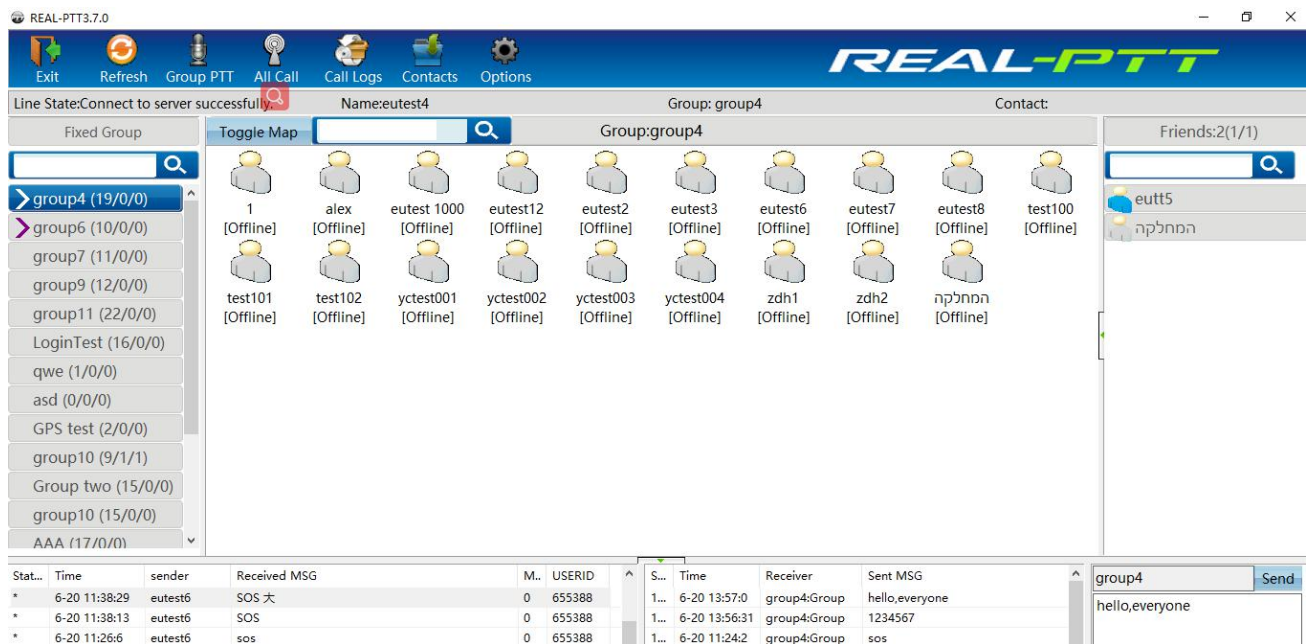 REAL-PTT3.7.0
Exit Refresh Group PTT All Call Call Logs Contacts Options
REAL-PTT
Line State:Connect to server successfully. Name:eutest4 Group: group4 Contact:
Fixed Group Toggle Map Group:group4 Friends:2(1/1)
group4 (19/0/0)
group6 (10/0/0)
group7 (11/0/0)
group9 (12/0/0)
group11 (22/0/0)
LoginTest (16/0/0)
qwe (1/0/0)
asd (0/0/0)
GPS test (2/0/0)
group10 (9/1/1)
Group two (15/0/0)
group10 (15/0/0)
AAA (17/0/0)
1 alex eutest 1000 eutest12 eutest2 eutest3 eutest6 eutest7 eutest8 test100
[Offline] [Offline] [Offline] [Offline] [Offline] [Offline] [Offline] [Offline] [Offline] [Offline]
test101 test102 yctest001 yctest002 yctest003 yctest004 zdh1 zdh2 המחלקה
[Offline] [Offline] [Offline] [Offline] [Offline] [Offline] [Offline] [Offline] [Offline]
eutt5
המחלקה
Stat... Time sender Received MSG M.. USERID
* 6-20 11:38:29 eutest6 SOS 大 0 655388
* 6-20 11:38:13 eutest6 SOS 0 655388
* 6-20 11:26:6 eutest6 sos 0 655388
S... Time Receiver Sent MSG
1... 6-20 13:57:0 group4:Group hello,everyone
1... 6-20 13:56:31 group4:Group 1234567
1... 6-20 11:24:2 group4:Group sos
group4 Send
hello,everyone